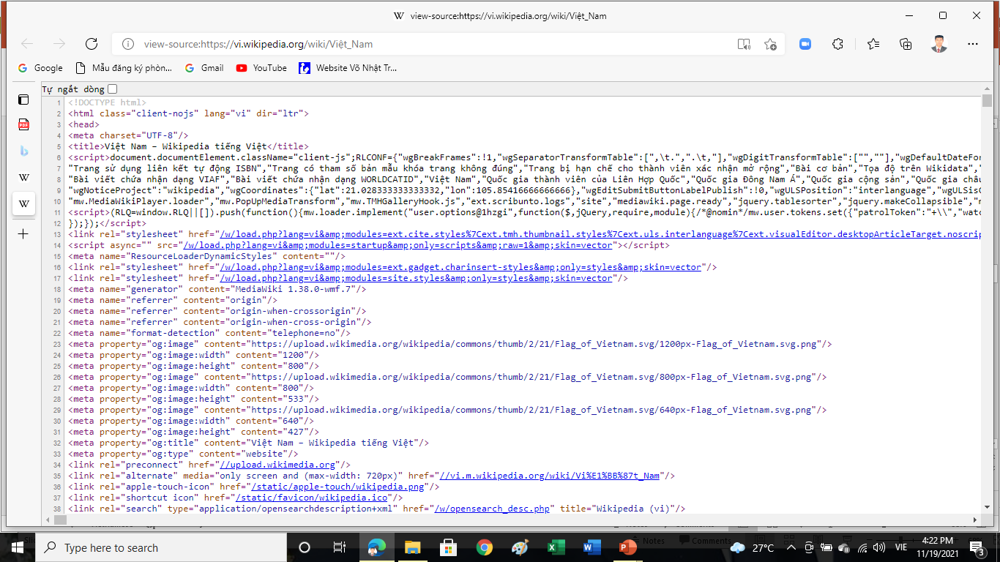 view-source:https://vi.wikipedia.org/wiki/Việt_Nam
view-source:https://vi.wikipedia.org/wiki/Việt_Nam
Google
Mẫu đăng ký phòn...
Gmail
YouTube
Website Võ Nhật Tr...
Tự ngắt dòng
1 <!DOCTYPE html>
2 <html class="client-nojs" lang="vi" dir="ltr">
3 <head>
4 <meta charset="UTF-8"/>
5 <title>Việt Nam – Wikipedia tiếng Việt</title>
6 <script>document.documentElement.className="client-js";RLCONF={"wgBreakFrames":!1,"wgSeparatorTransformTable":[",\t.",".\t,"],"wgDigitTransformTable":["",""],"wgDefaultDateFor
7 "Trang sử dụng liên kết tự động ISBN","Trang có tham số bản mẫu khóa trang không đúng","Trang bị hạn chế cho thành viên xác nhận mở rộng","Bài cơ bản","Tọa độ trên Wikidata","
8 "Bài viết chứa nhận dạng VIAF","Bài viết chứa nhận dạng WORLDCATID","Việt Nam","Quốc gia thành viên của Liên Hợp Quốc","Quốc gia Đông Nam Á","Quốc gia cộng sản","Quốc gia châu
9 "wgNoticeProject":"wikipedia","wgCoordinates":{"lat":21.028333333333332,"lon":105.85416666666666},"wgEditSubmitButtonLabelPublish":!0,"wgULSPosition":"interlanguage","wgULSisC
10 "mw.MediaWikiPlayer.loader","mw.PopUpMediaTransform","mw.TMHGalleryHook.js","ext.scribunto.logs","site","mediawiki.page.ready","jquery.tablesorter","jquery.makeCollapsible","
11 <script>(RLQ=window.RLQ||[]).push(function(){mw.loader.implement("user.options@1hzgi",function($,jQuery,require,module){/*@nomin*/mw.user.tokens.set({"patrolToken":"+\\","watc
12 });});</script>
13 <link rel="stylesheet" href="/w/load.php?lang=vi&amp;modules=ext.cite.styles%7Cext.tmh.thumbnail.styles%7Cext.uls.interlanguage%7Cext.visualEditor.desktopArticleTarget.noscrip
14 <script async="" src="/w/load.php?lang=vi&amp;modules=startup&amp;only=scripts&amp;raw=1&amp;skin=vector"></script>
15 <meta name="ResourceLoaderDynamicStyles" content=""/>
16 <link rel="stylesheet" href="/w/load.php?lang=vi&amp;modules=ext.gadget.charinsert-styles&amp;only=styles&amp;skin=vector"/>
17 <link rel="stylesheet" href="/w/load.php?lang=vi&amp;modules=site.styles&amp;only=styles&amp;skin=vector"/>
18 <meta name="generator" content="MediaWiki 1.38.0-wmf.7"/>
19 <meta name="referrer" content="origin"/>
20 <meta name="referrer" content="origin-when-crossorigin"/>
21 <meta name="referrer" content="origin-when-cross-origin"/>
22 <meta name="format-detection" content="telephone=no"/>
23 <meta property="og:image" content="https://upload.wikimedia.org/wikipedia/commons/thumb/2/21/Flag_of_Vietnam.svg/1200px-Flag_of_Vietnam.svg.png"/>
24 <meta property="og:image:width" content="1200"/>
25 <meta property="og:image:height" content="800"/>
26 <meta property="og:image" content="https://upload.wikimedia.org/wikipedia/commons/thumb/2/21/Flag_of_Vietnam.svg/800px-Flag_of_Vietnam.svg.png"/>
27 <meta property="og:image:width" content="800"/>
28 <meta property="og:image:height" content="533"/>
29 <meta property="og:image" content="https://upload.wikimedia.org/wikipedia/commons/thumb/2/21/Flag_of_Vietnam.svg/640px-Flag_of_Vietnam.svg.png"/>
30 <meta property="og:image:width" content="640"/>
31 <meta property="og:image:height" content="427"/>
32 <meta property="og:title" content="Việt Nam – Wikipedia tiếng Việt"/>
33 <meta property="og:type" content="website"/>
34 <link rel="preconnect" href="//upload.wikimedia.org"/>
35 <link rel="alternate" media="only screen and (max-width: 720px)" href="//vi.m.wikipedia.org/wiki/Vi%E1%BB%87t_Nam"/>
36 <link rel="apple-touch-icon" href="/static/apple-touch/wikipedia.png"/>
37 <link rel="shortcut icon" href="/static/favicon/wikipedia.ico"/>
38 <link rel="search" type="application/opensearchdescription+xml" href="/w/opensearch_desc.php" title="Wikipedia (vi)"/>
Notes
Comments
Type here to search
27°C
VIE
4:22 PM
11/19/2021
3